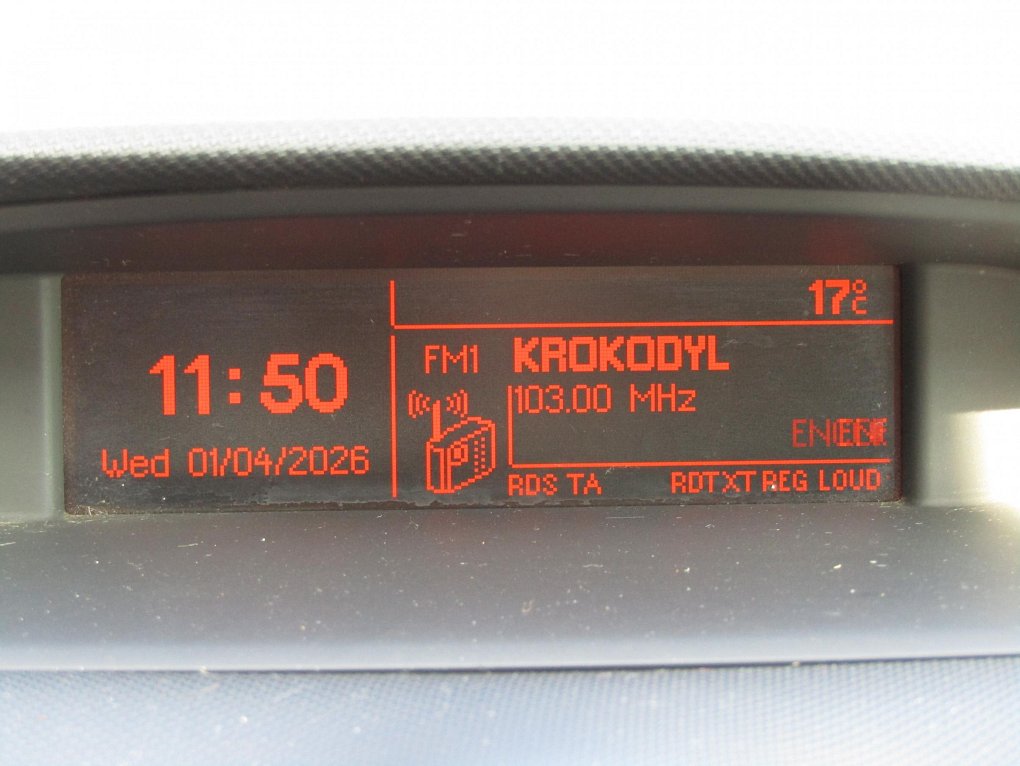 17°C
11:50
Wed 01/04/2026
FM1 KROKODYL
103.00 MHz
RDS TA RDTXT REG LOUD